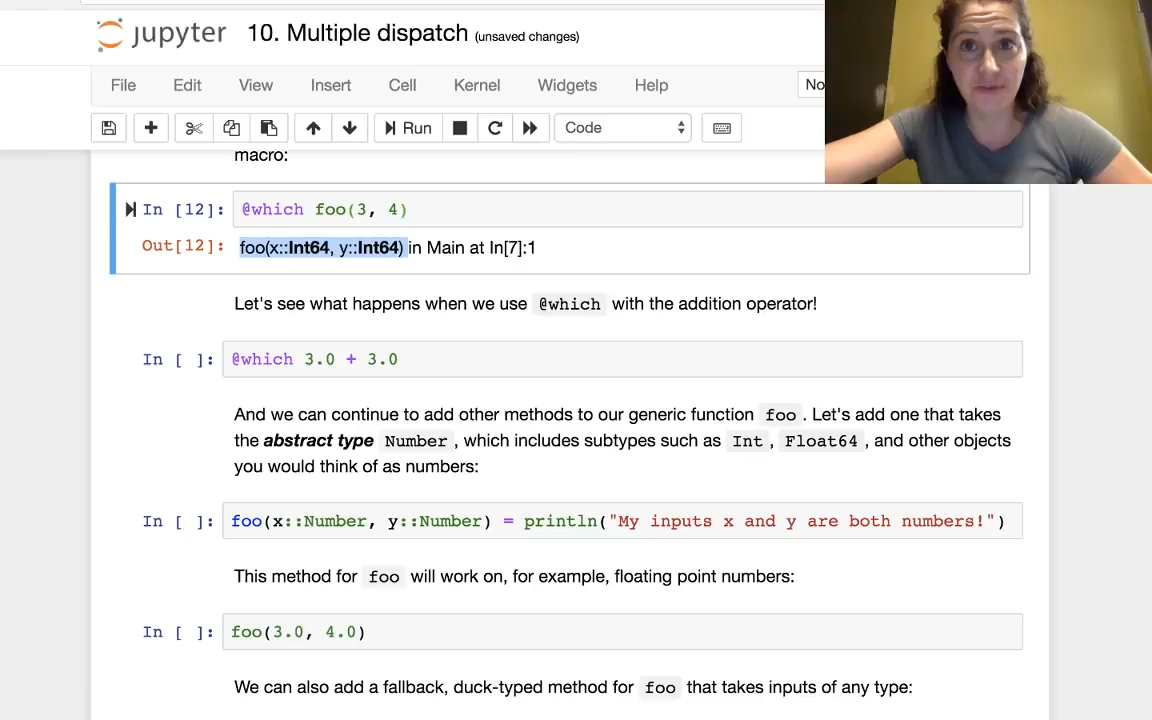 jupyter 10. Multiple dispatch (unsaved changes)
File Edit View Insert Cell Kernel Widgets Help No
Run Code
macro:
In [12]: @which foo(3, 4)
Out[12]: foo(x::Int64, y::Int64) in Main at In[7]:1
Let's see what happens when we use @which with the addition operator!
In [ ]: @which 3.0 + 3.0
And we can continue to add other methods to our generic function foo . Let's add one that takes
the abstract type Number , which includes subtypes such as Int , Float64 , and other objects
you would think of as numbers:
In [ ]: foo(x::Number, y::Number) = println("My inputs x and y are both numbers!")
This method for foo will work on, for example, floating point numbers:
In [ ]: foo(3.0, 4.0)
We can also add a fallback, duck-typed method for foo that takes inputs of any type: